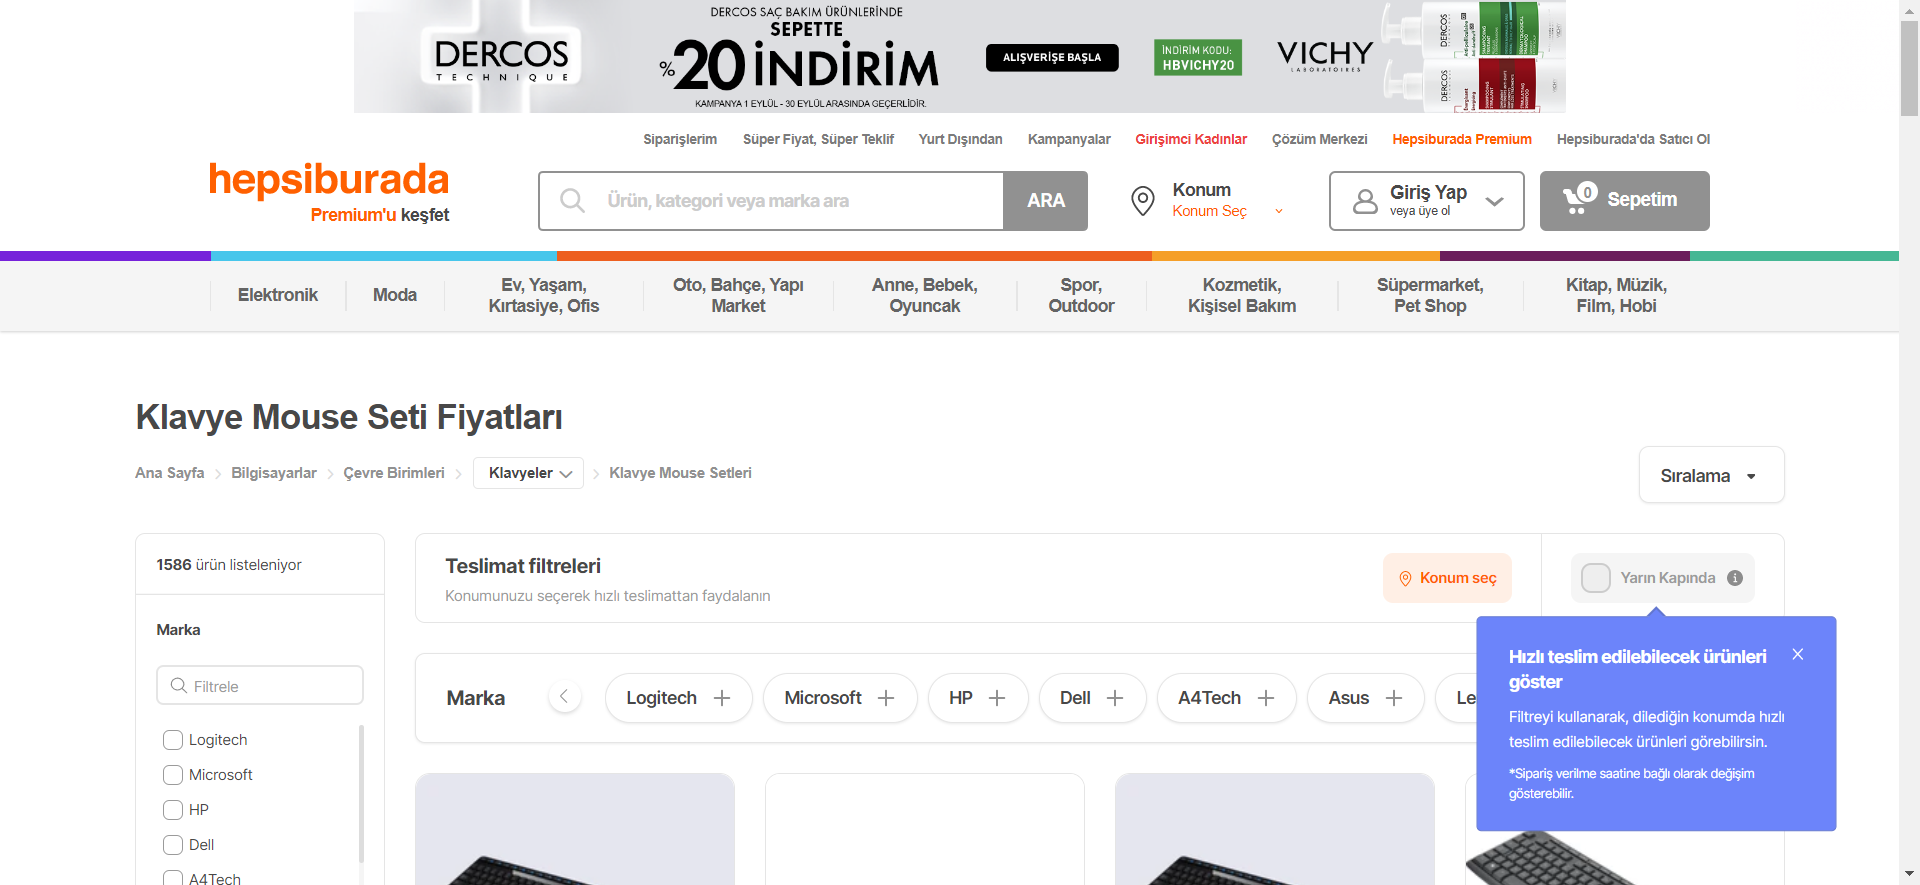 DERCOS
TECHNIQUE
DERCOS SAÇ BAKIM ÜRÜNLERİNDE
SEPETTE
%20 İNDİRİM
KAMPANYA 1 EYLÜL - 30 EYLÜL ARASINDA GEÇERLİDİR.
ALIŞVERİŞE BAŞLA
İNDİRİM KODU:
HBVICHY20
VICHY
LABORATOIRES
DERCOS
DERCOS
Siparişlerim
Süper Fiyat, Süper Teklif
Yurt Dışından
Kampanyalar
Girişimci Kadınlar
Çözüm Merkezi
Hepsiburada Premium
Hepsiburada'da Satıcı Ol
hepsiburada
Premium'u keşfet
Ürün, kategori veya marka ara
ARA
Konum
Konum Seç
Giriş Yap
veya üye ol
0
Sepetim
Elektronik
Moda
Ev, Yaşam,
Kırtasiye, Ofis
Oto, Bahçe, Yapı
Market
Anne, Bebek,
Oyuncak
Spor,
Outdoor
Kozmetik,
Kişisel Bakım
Süpermarket,
Pet Shop
Kitap, Müzik,
Film, Hobi
Klavye Mouse Seti Fiyatları
Ana Sayfa
Bilgisayarlar
Çevre Birimleri
Klavyeler
Klavye Mouse Setleri
Sıralama
1586 ürün listeleniyor
Marka
Filtrele
Logitech
Microsoft
HP
Dell
A4Tech
Teslimat filtreleri
Konumunuzu seçerek hızlı teslimattan faydalanın
Konum seç
Yarın Kapında
Marka
Logitech
Microsoft
HP
Dell
A4Tech
Asus
Le
Hızlı teslim edilebilecek ürünleri
göster
Filtreyi kullanarak, dilediğin konumda hızlı
teslim edilebilecek ürünleri görebilirsin.
*Sipariş verilme saatine bağlı olarak değişim
gösterebilir.